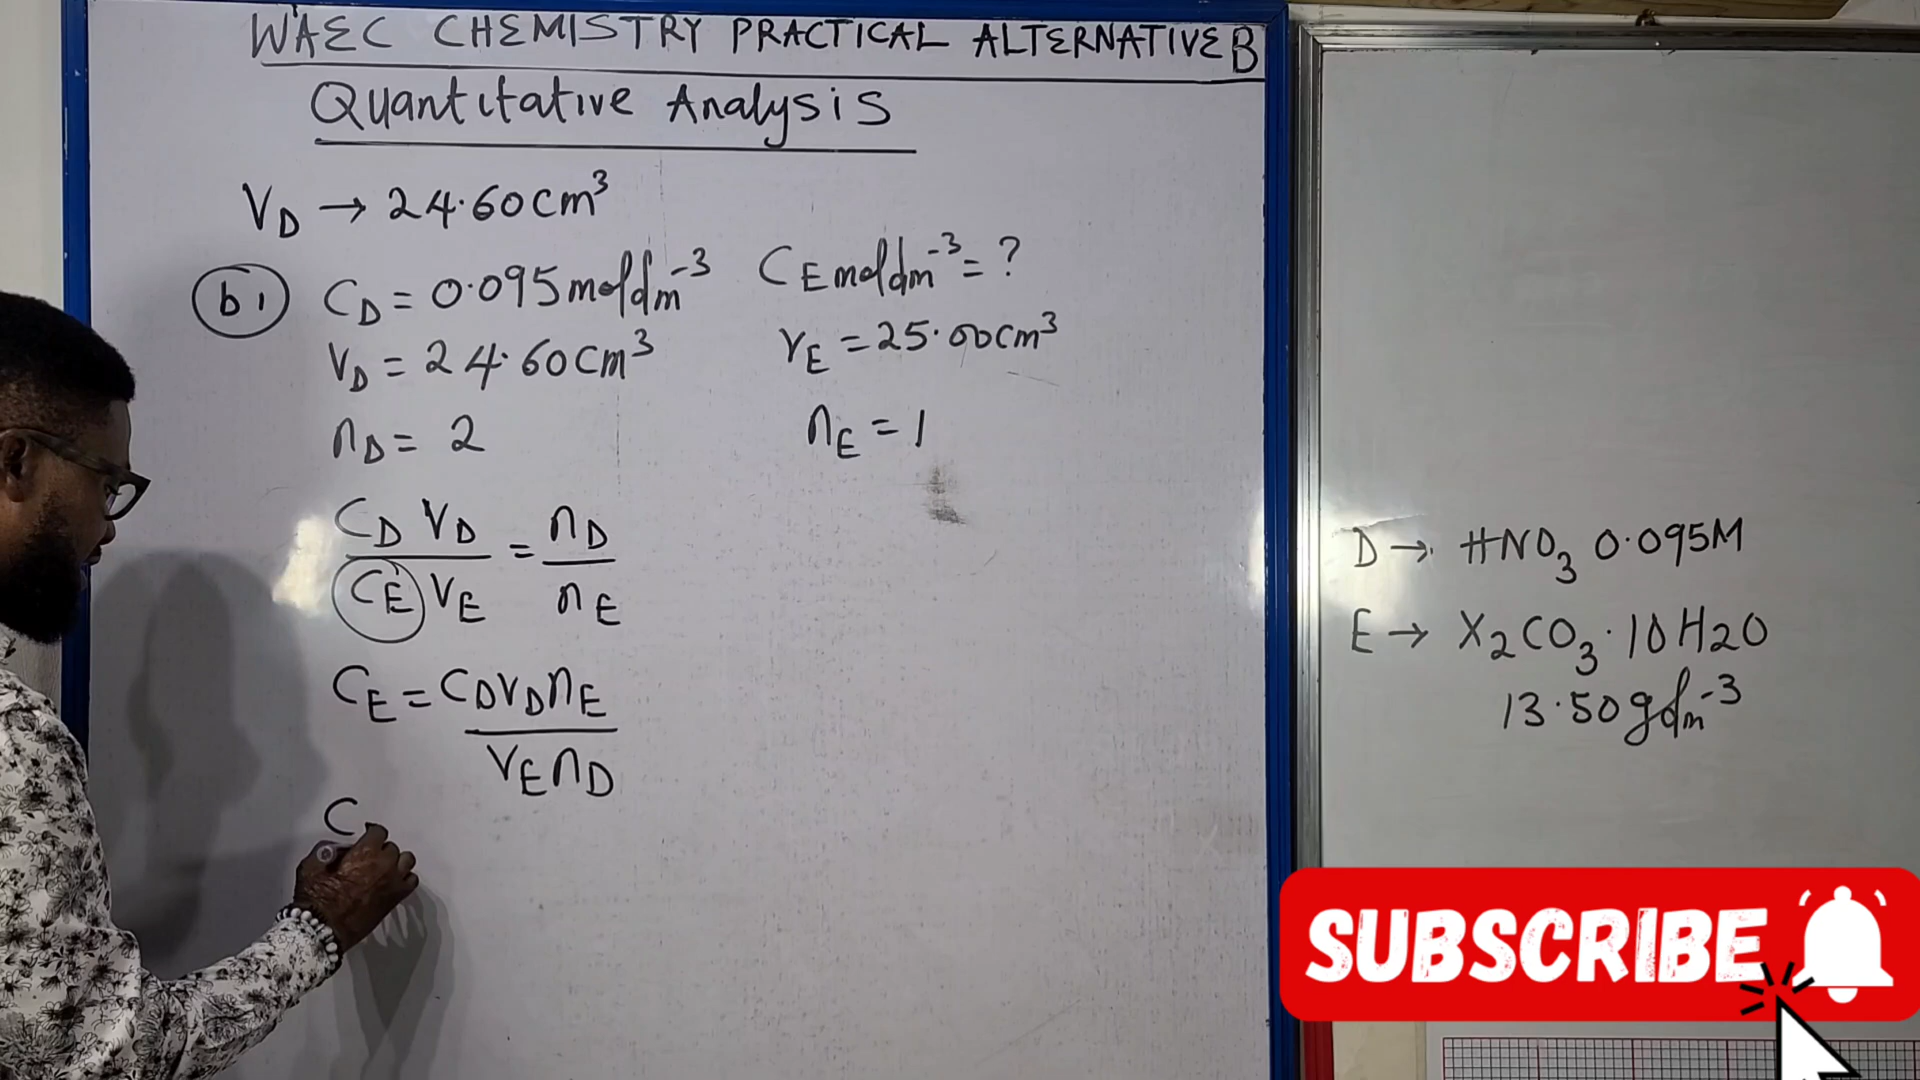 WAEC CHEMISTRY PRACTICAL ALTERNATIVE B
Quantitative Analysis
V_D → 24.60cm³
b1 C_D = 0.095moldm⁻³ C_E moldm⁻³ = ?
V_D = 24.60cm³ V_E = 25.00cm³
n_D = 2 n_E = 1
C_D V_D / C_E V_E = n_D / n_E
C_E = C_D V_D n_E / V_E n_D
C
D → HNO₃ 0.095M
E → X₂CO₃·10H₂O
13.50gdm⁻³
SUBSCRIBE